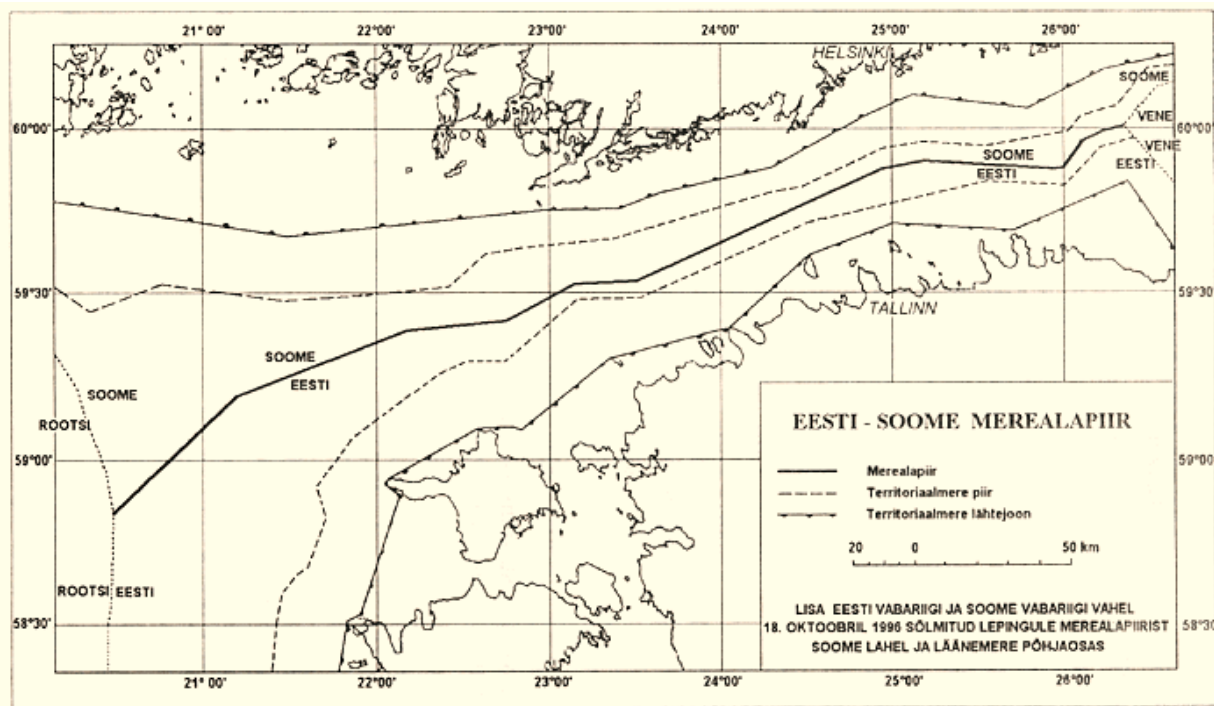 21° 00'
22°00'
23°00'
24°00'
25°00'
26°00'
HELSINKI
SOOME
60°00'
VENE
60°00'
VENE
SOOME
EESTI
EESTI
59°30'
59°30'
TALLINN
SOOME
EESTI
SOOME
ROOTSI
EESTI - SOOME MEREALAPIIR
59°00'
59°00'
Merealapiir
Territoriaalmere piir
Territoriaalmere lähtejoon
20 0 50 km
ROOTSI EESTI
LISA EESTI VABARIIGI JA SOOME VABARIIGI VAHEL
58°30'
18. OKTOOBRIL 1996 SÕLMITUD LEPINGULE MEREALAPIIRIST
58°30'
SOOME LAHEL JA LÄÄNEMERE PÕHJAOSAS
21°00'
22°00'
23°00'
24°00'
25°00'
26°00'